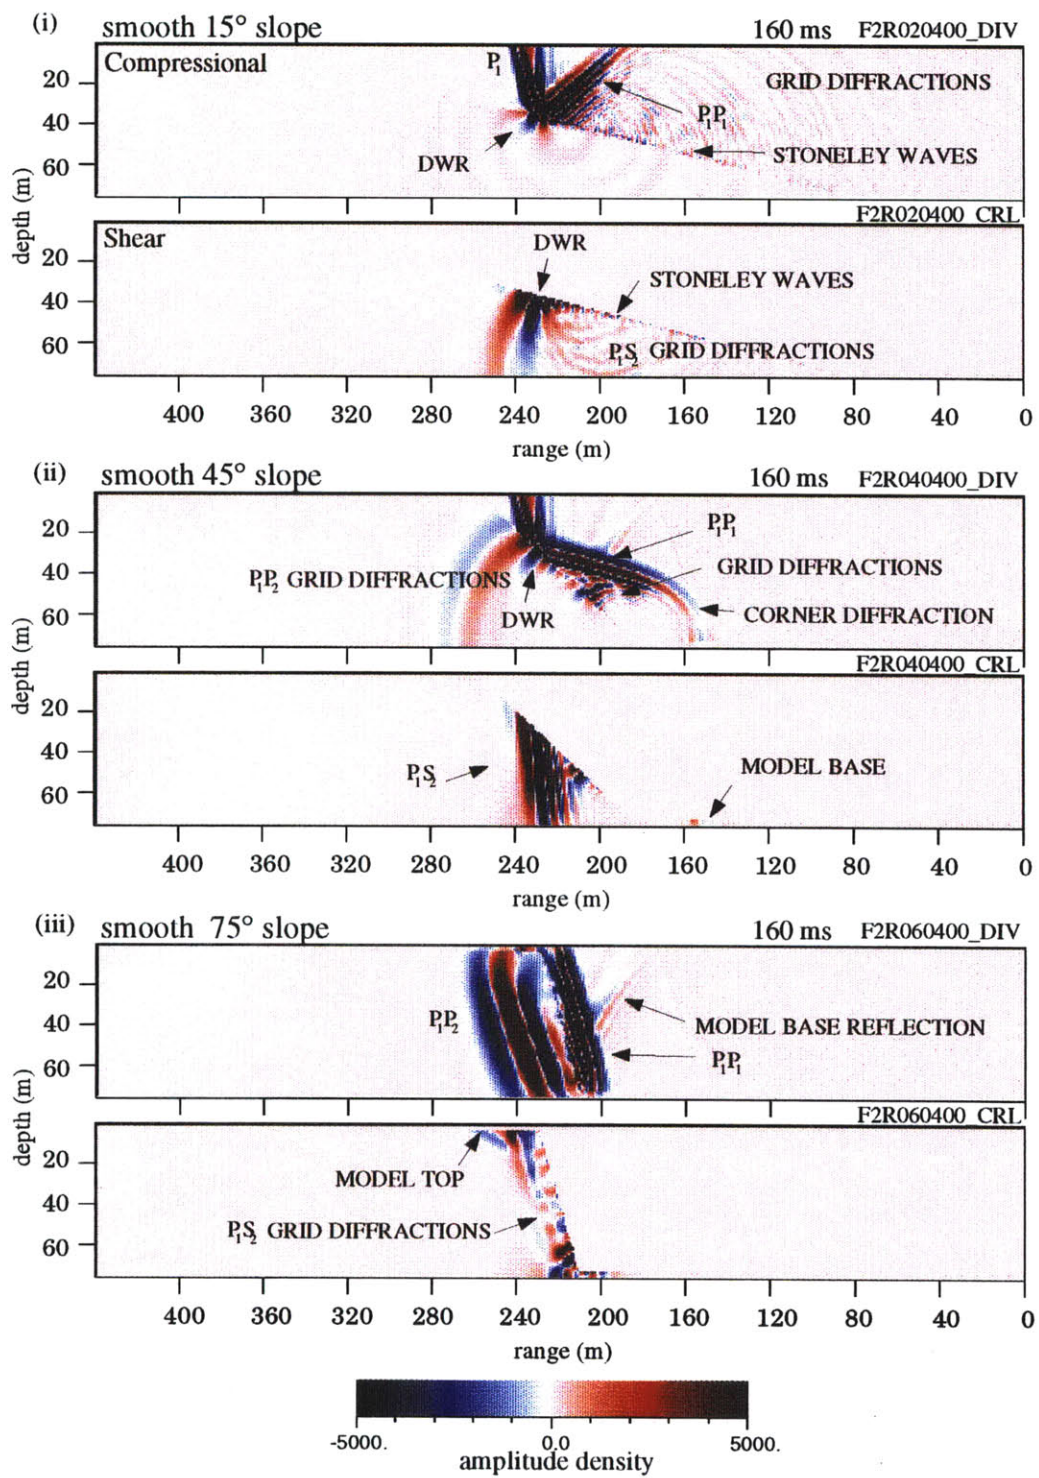 (i) smooth 15° slope 160 ms F2R020400_DIV
Compressional
P1
GRID DIFFRACTIONS
P1P1
DWR
STONELEY WAVES
20
40
60
depth (m)
F2R020400_CRL
Shear
DWR
STONELEY WAVES
P1S2 GRID DIFFRACTIONS
20
40
60
400 360 320 280 240 200 160 120 80 40 0
range (m)
(ii) smooth 45° slope 160 ms F2R040400_DIV
P1P1
GRID DIFFRACTIONS
P1P2 GRID DIFFRACTIONS
DWR
CORNER DIFFRACTION
20
40
60
depth (m)
F2R040400_CRL
P1S2
MODEL BASE
20
40
60
400 360 320 280 240 200 160 120 80 40 0
range (m)
(iii) smooth 75° slope 160 ms F2R060400_DIV
P1P2
MODEL BASE REFLECTION
P1P1
20
40
60
depth (m)
F2R060400_CRL
MODEL TOP
P1S2 GRID DIFFRACTIONS
20
40
60
400 360 320 280 240 200 160 120 80 40 0
range (m)
-5000. 0.0 5000.
amplitude density